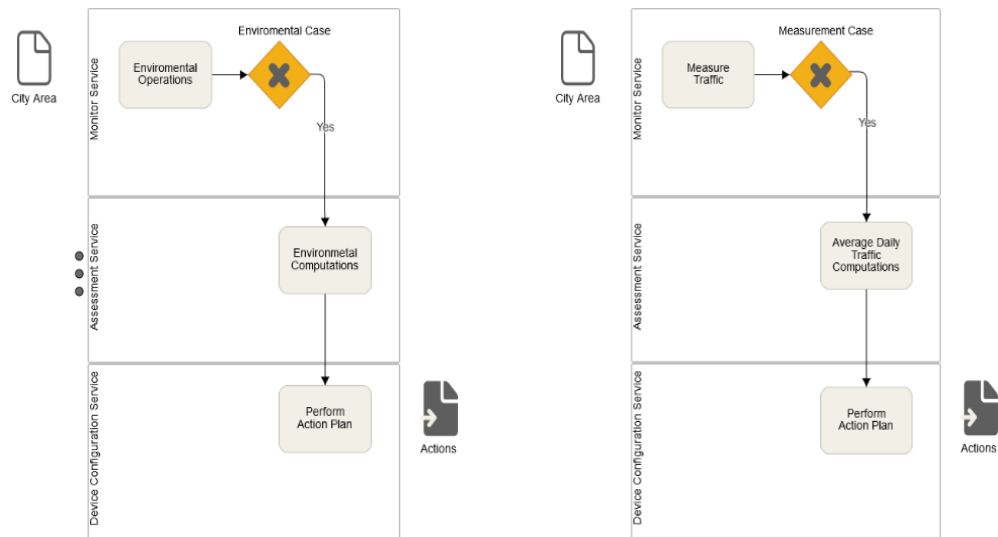 Enviromental Case
Monitor Service
City Area
Enviromental
Operations
Yes
Assessment Service
Environmetal
Computations
Device Configuration Service
Perform
Action Plan
Actions
Measurement Case
Monitor Service
City Area
Measure
Traffic
Yes
Assessment Service
Average Daily
Traffic
Computations
Device Configuration Service
Perform
Action Plan
Actions